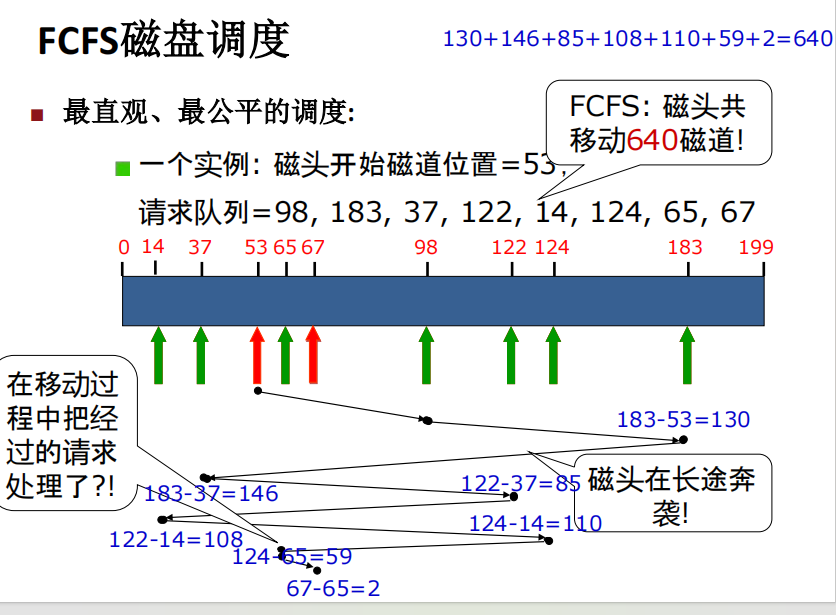 FCFS磁盘调度
130+146+85+108+110+59+2=640
最直观、最公平的调度:
FCFS: 磁头共
移动640磁道!
一个实例: 磁头开始磁道位置=53,
请求队列=98, 183, 37, 122, 14, 124, 65, 67
0 14 37 53 65 67 98 122 124 183 199
在移动过
程中把经
过的请求
处理了?!
183-53=130
磁头在长途奔
袭!
183-37=146
122-37=85
124-14=110
122-14=108
124-65=59
67-65=2